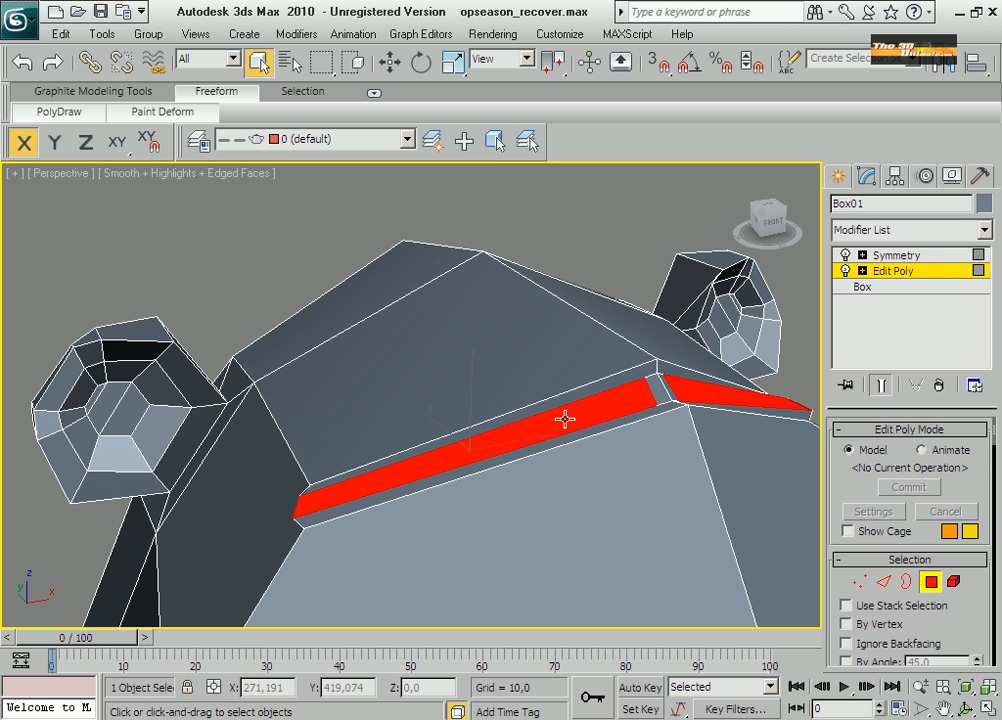 Autodesk 3ds Max 2010 - Unregistered Version opseason_recover.max
Type a keyword or phrase
Edit Tools Group Views Create Modifiers Animation Graph Editors Rendering Customize MAXScript Help
All View Create Selection Se
The 3D
Graphite Modeling Tools Freeform Selection
PolyDraw Paint Deform
X Y Z XY XY 0 (default)
[ + ] [ Perspective ] [ Smooth + Highlights + Edged Faces ]
FRONT
Box01
Modifier List
Symmetry
Edit Poly
Box
Edit Poly Mode
Model Animate
<No Current Operation>
Commit
Settings Cancel
Show Cage
Selection
Use Stack Selection
By Vertex
Ignore Backfacing
By Angle: 45,0
z
y x
< 0 / 100 >
0 10 20 30 40 50 60 70 80 90 100
1 Object Sele X: 271,191 Y: 419,074 Z: 0,0 Grid = 10,0 Auto Key Selected
Welcome to M. Click or click-and-drag to select objects Add Time Tag Set Key Key Filters... 0